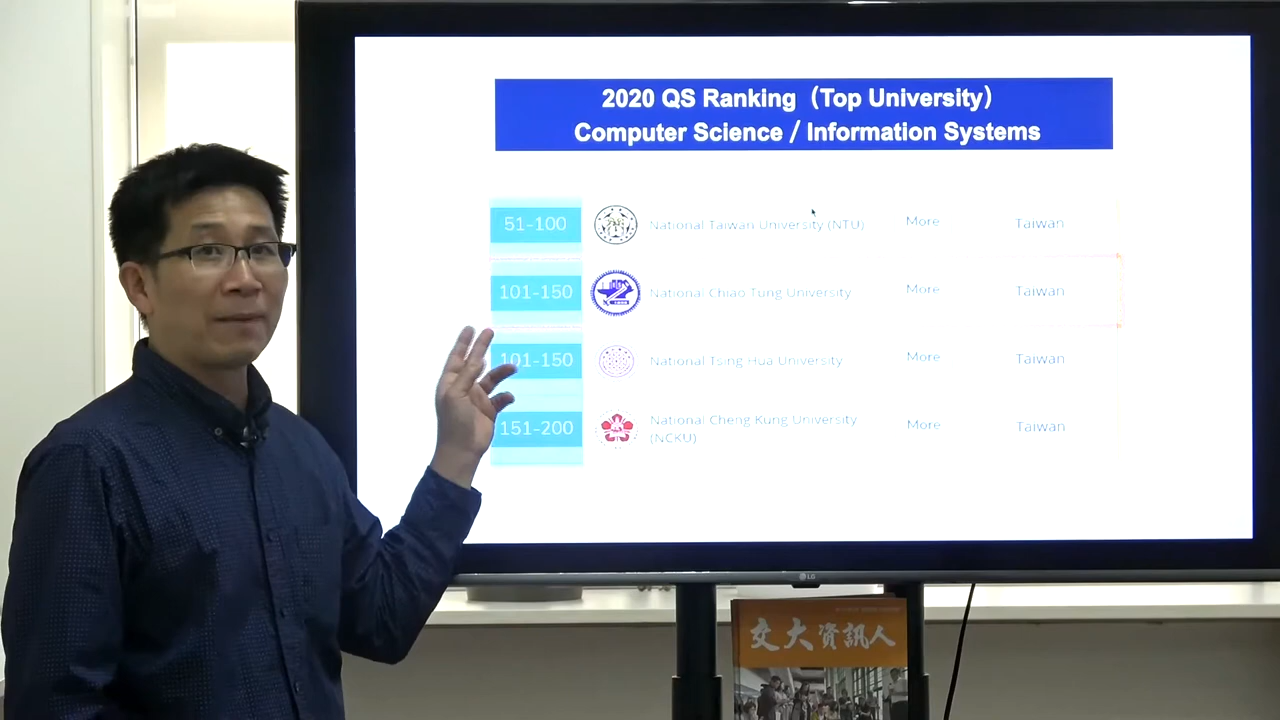 2020 QS Ranking（Top University）
Computer Science / Information Systems
51-100 National Taiwan University (NTU) More Taiwan
101-150 National Chiao Tung University More Taiwan
101-150 National Tsing Hua University More Taiwan
151-200 National Cheng Kung University More Taiwan
(NCKU)
LG
交大資訊人